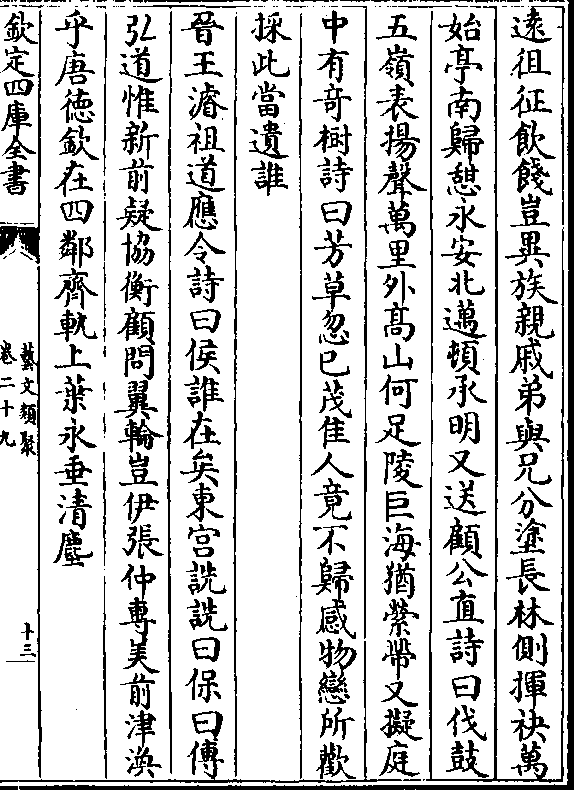 遠徂征飲餞豈異族親戚弟與兄分塗長林側揮袂萬
始亭南歸憩永安北邁頓承明又送顧公直詩曰伐鼓
五嶺表揚聲萬里外髙山何足陵巨海猶縈帶又擬庭
中有竒樹詩曰芳草忽已茂佳人竟不歸感物戀所歡
採此當遺誰
晉王濬祖道應令詩曰侯誰在矣東宫詵詵曰保曰傅
弘道惟新前疑協衡顧問翼輪豈伊張仲專美前津渙
乎唐徳欽在四鄰齊軌上葉永垂清塵
欽定四庫全書
藝文類聚
卷二十九
十三